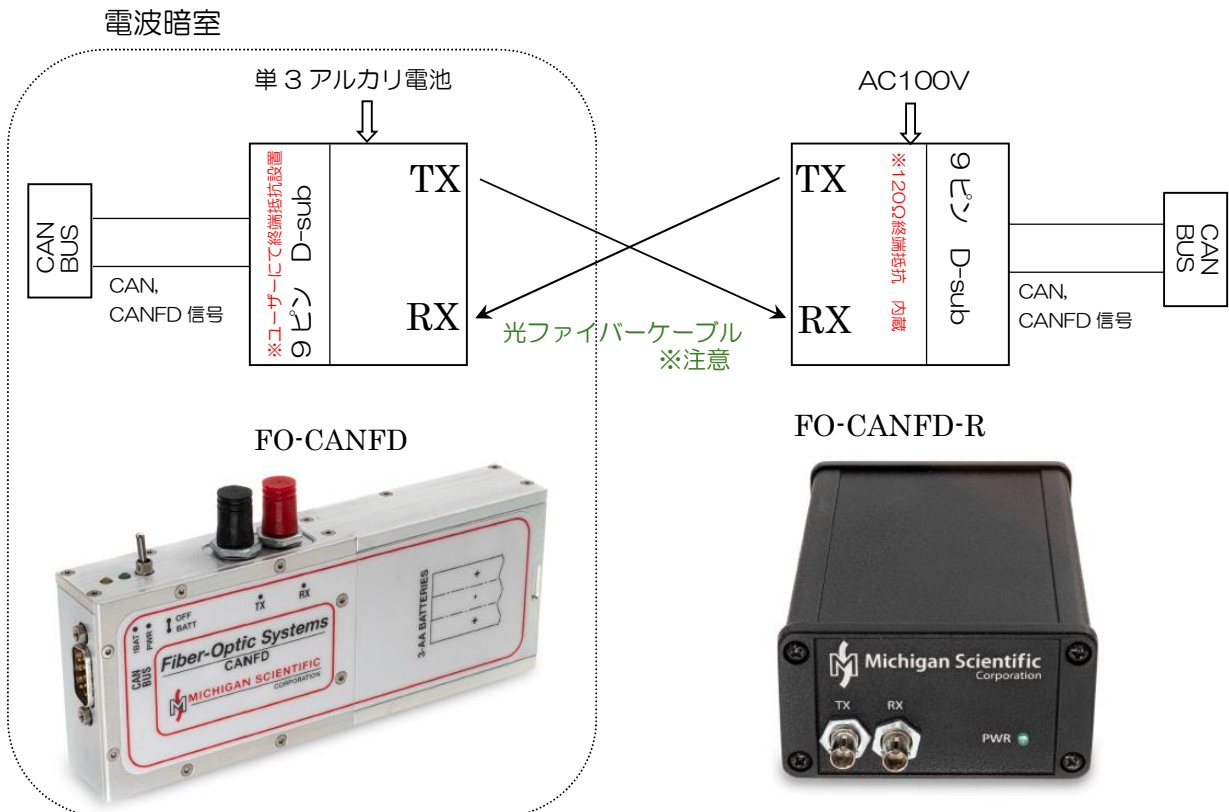 電波暗室
単３アルカリ電池
AC100V
CAN
BUS
CAN,
CANFD 信号
※ユーザーにて終端抵抗設置
９ピン D-sub
TX
RX
TX
RX
光ファイバーケーブル
※注意
※120Ω終端抵抗 内蔵
９ピン D-sub
CAN,
CANFD 信号
CAN
BUS
FO-CANFD
FO-CANFD-R
OFF
BATT
TX
RX
!BAT
PWR
CAN
BUS
Fiber-Optic Systems
CANFD
MICHIGAN SCIENTIFIC
CORPORATION
3-AA BATTERIES
+
-
+
Michigan Scientific
Corporation
TX
RX
PWR